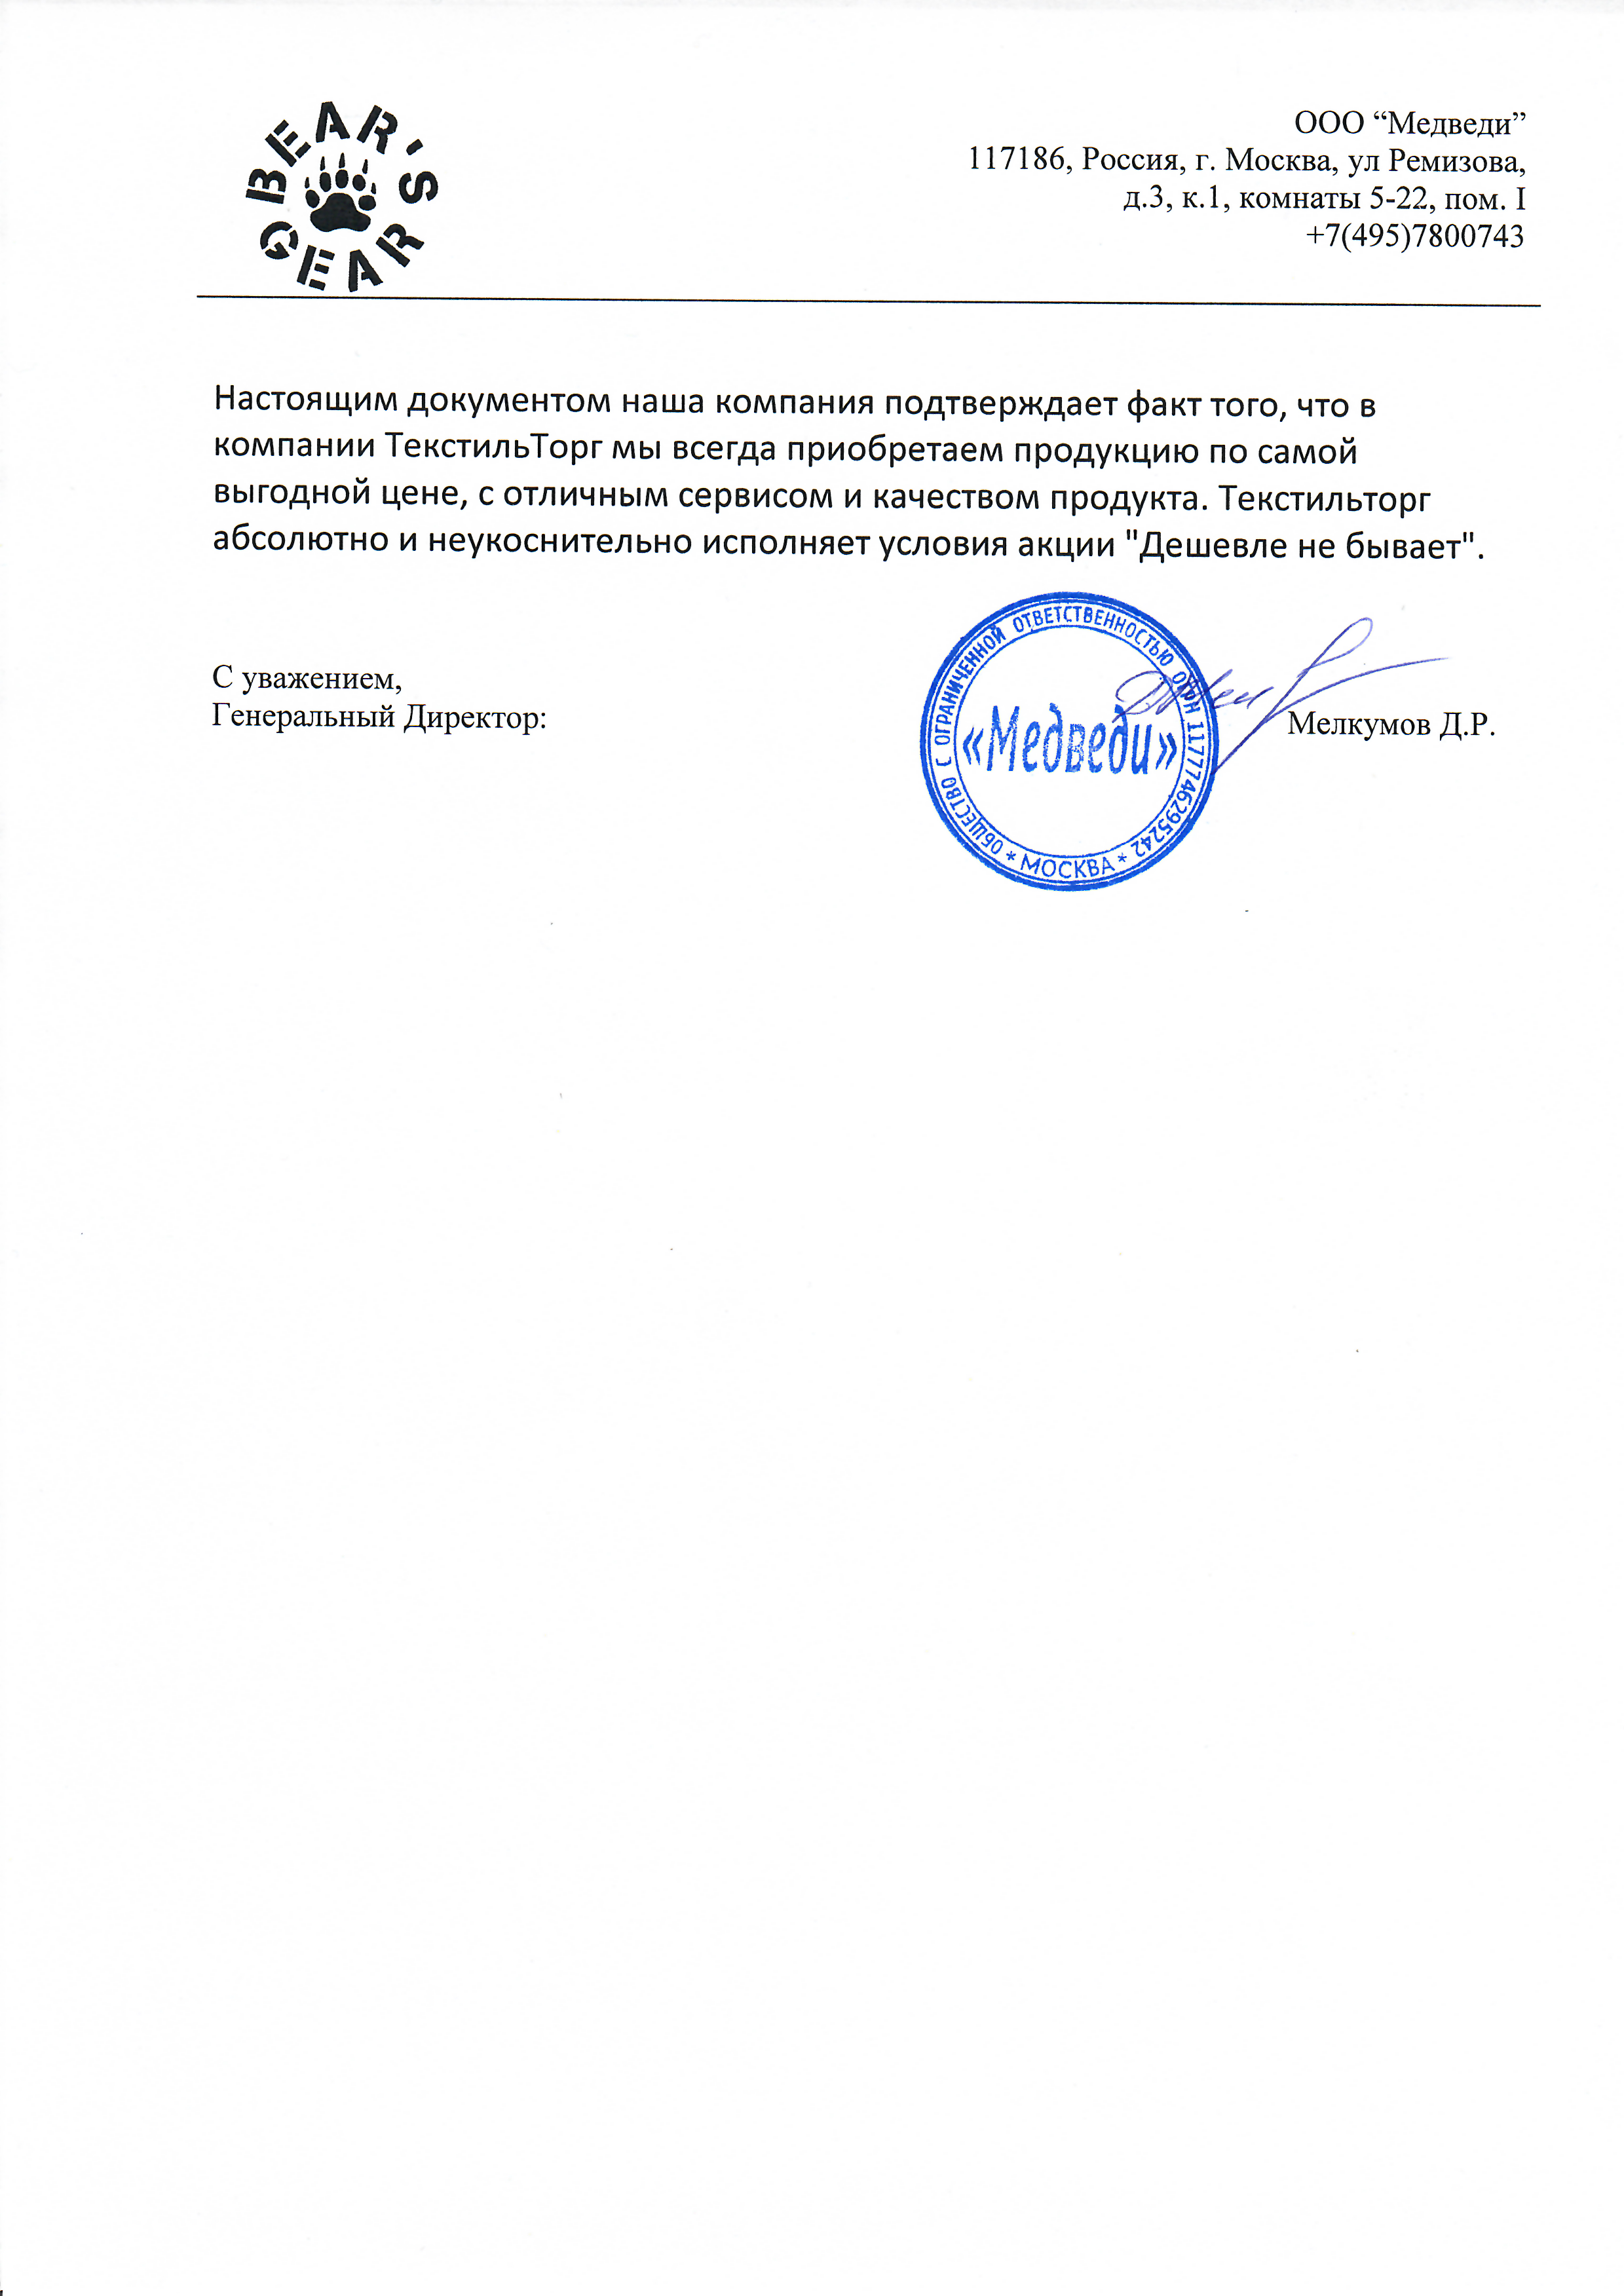 BEAR'S
GEAR
ООО “Медведи”
117186, Россия, г. Москва, ул Ремизова,
д.3, к.1, комнаты 5-22, пом. I
+7(495)7800743
Настоящим документом наша компания подтверждает факт того, что в
компании ТекстильТорг мы всегда приобретаем продукцию по самой
выгодной цене, с отличным сервисом и качеством продукта. Текстильторг
абсолютно и неукоснительно исполняет условия акции "Дешевле не бывает".
С уважением,
Генеральный Директор:
ОБЩЕСТВО С ОГРАНИЧЕННОЙ ОТВЕТСТВЕННОСТЬЮ ОГРН 1177746295242
«Медведи»
* МОСКВА *
Мелкумов Д.Р.